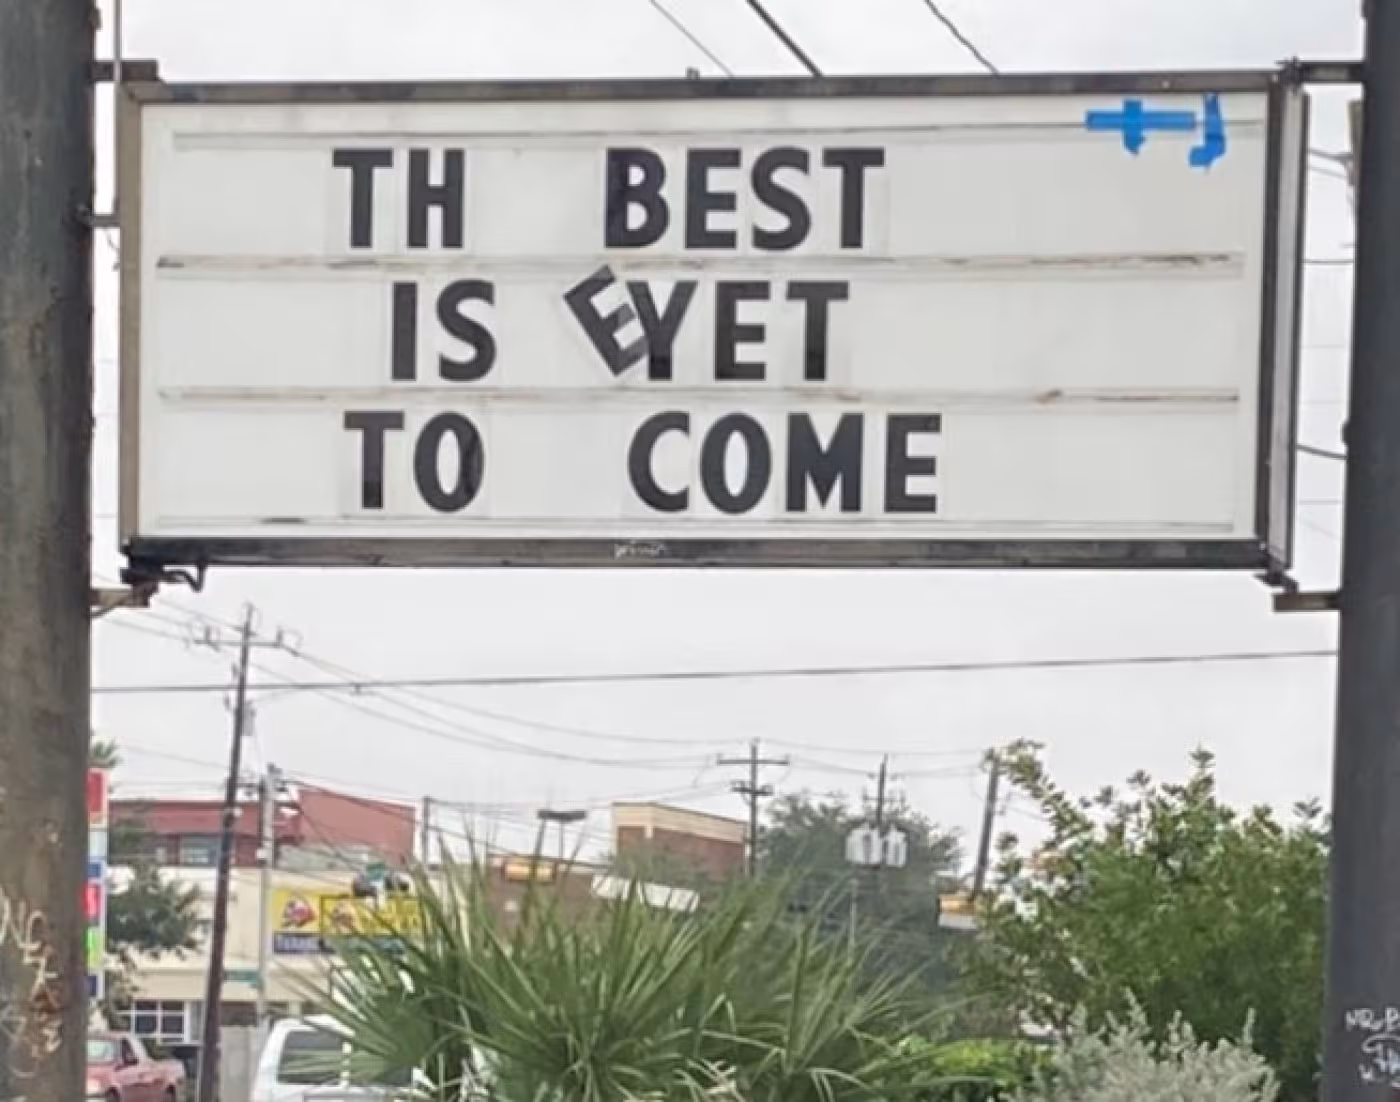 TH BEST
IS EYET
TO COME